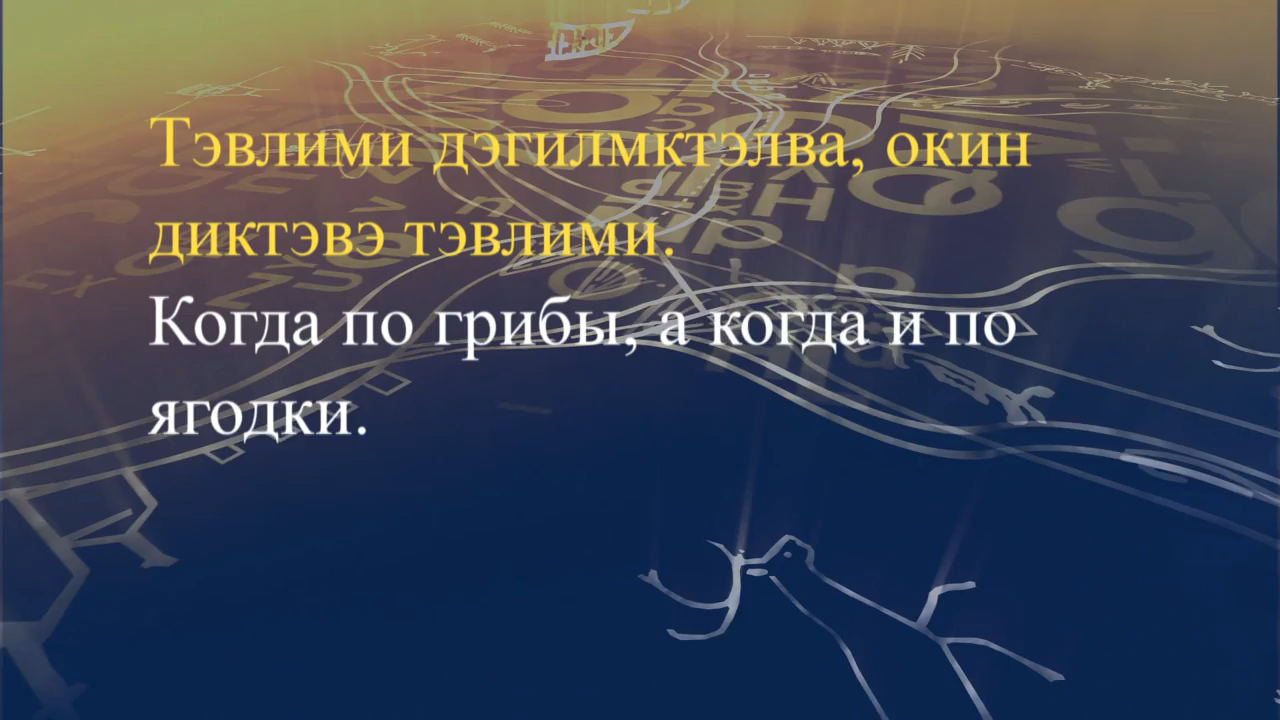 Тэвлими дэгилмктэлва, окин
диктэвэ тэвлими.
Когда по грибы, а когда и по
ягодки.